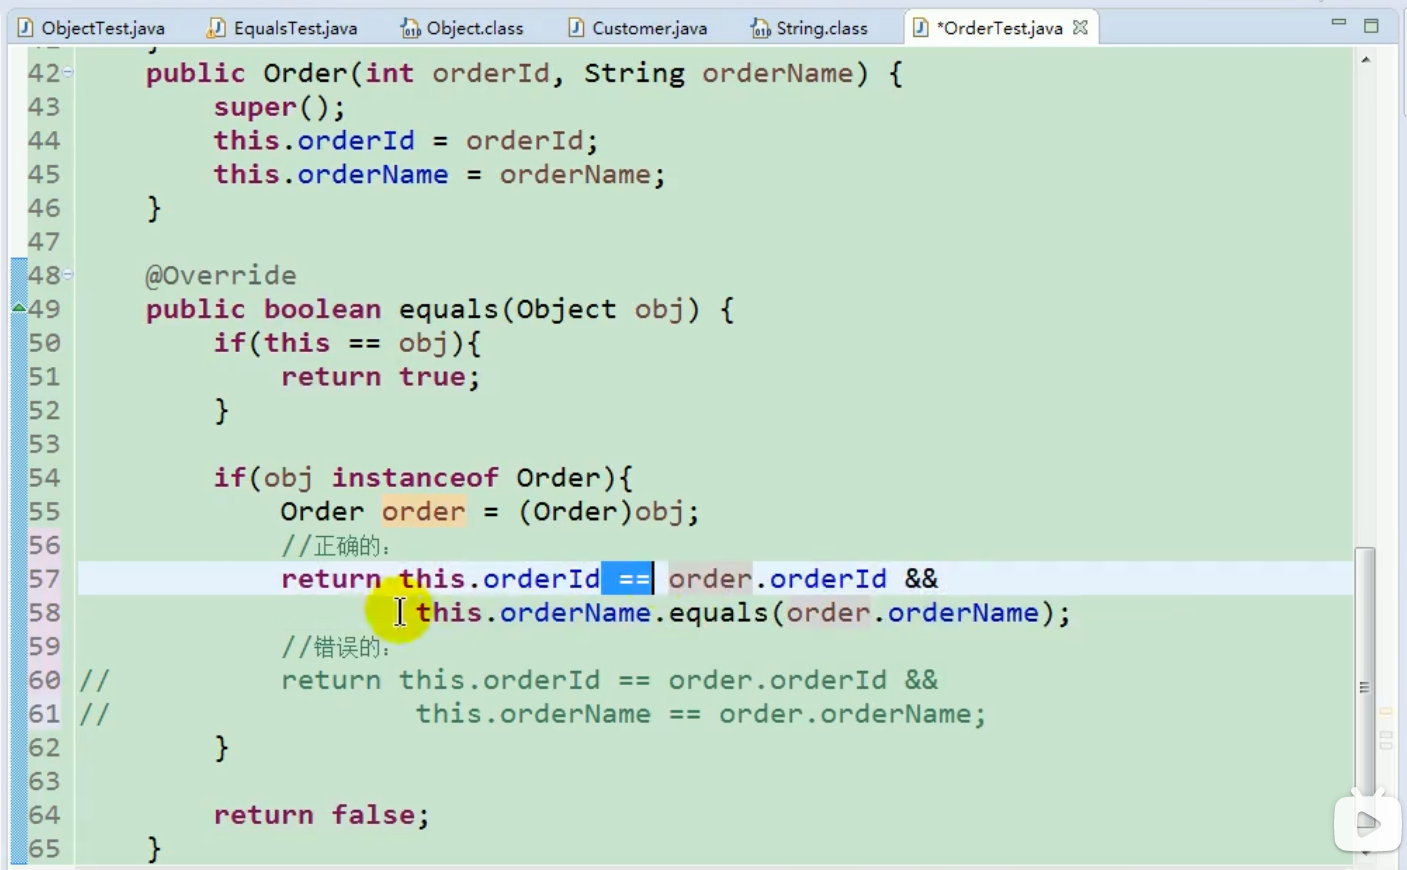 ObjectTest.java EqualsTest.java Object.class Customer.java String.class *OrderTest.java
42 public Order(int orderId, String orderName) {
43 super();
44 this.orderId = orderId;
45 this.orderName = orderName;
46 }
47
48 @Override
49 public boolean equals(Object obj) {
50 if(this == obj){
51 return true;
52 }
53
54 if(obj instanceof Order){
55 Order order = (Order)obj;
56 //正确的:
57 return this.orderId == order.orderId &&
58 this.orderName.equals(order.orderName);
59 //错误的:
60 // return this.orderId == order.orderId &&
61 // this.orderName == order.orderName;
62 }
63
64 return false;
65 }